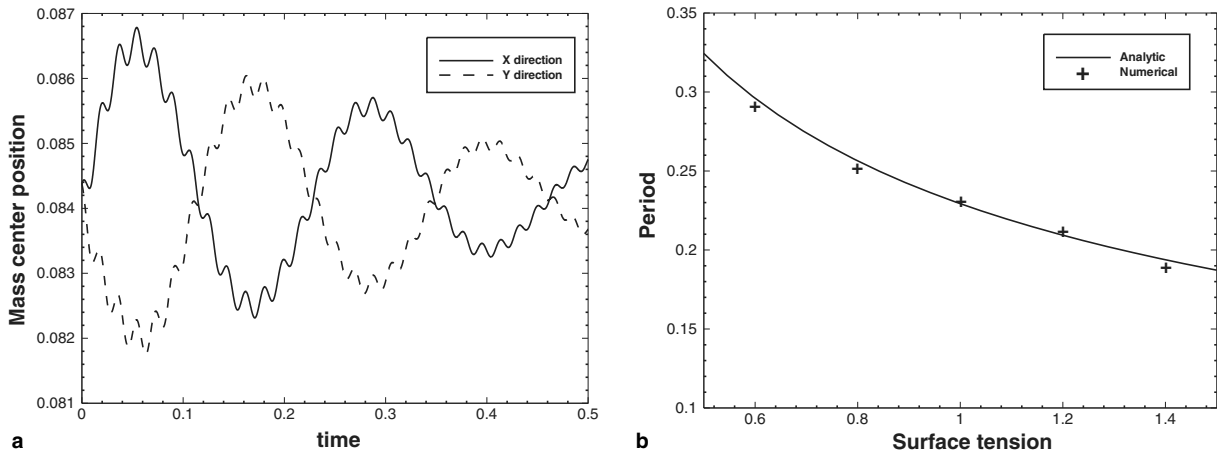 0.087
0.086
0.085
0.084
0.083
0.082
0.081
0
0.1
0.2
0.3
0.4
0.5
Mass center position
time
X direction
Y direction
a
0.35
0.3
0.25
0.2
0.15
0.1
0.6
0.8
1
1.2
1.4
Period
Surface tension
Analytic
Numerical
b